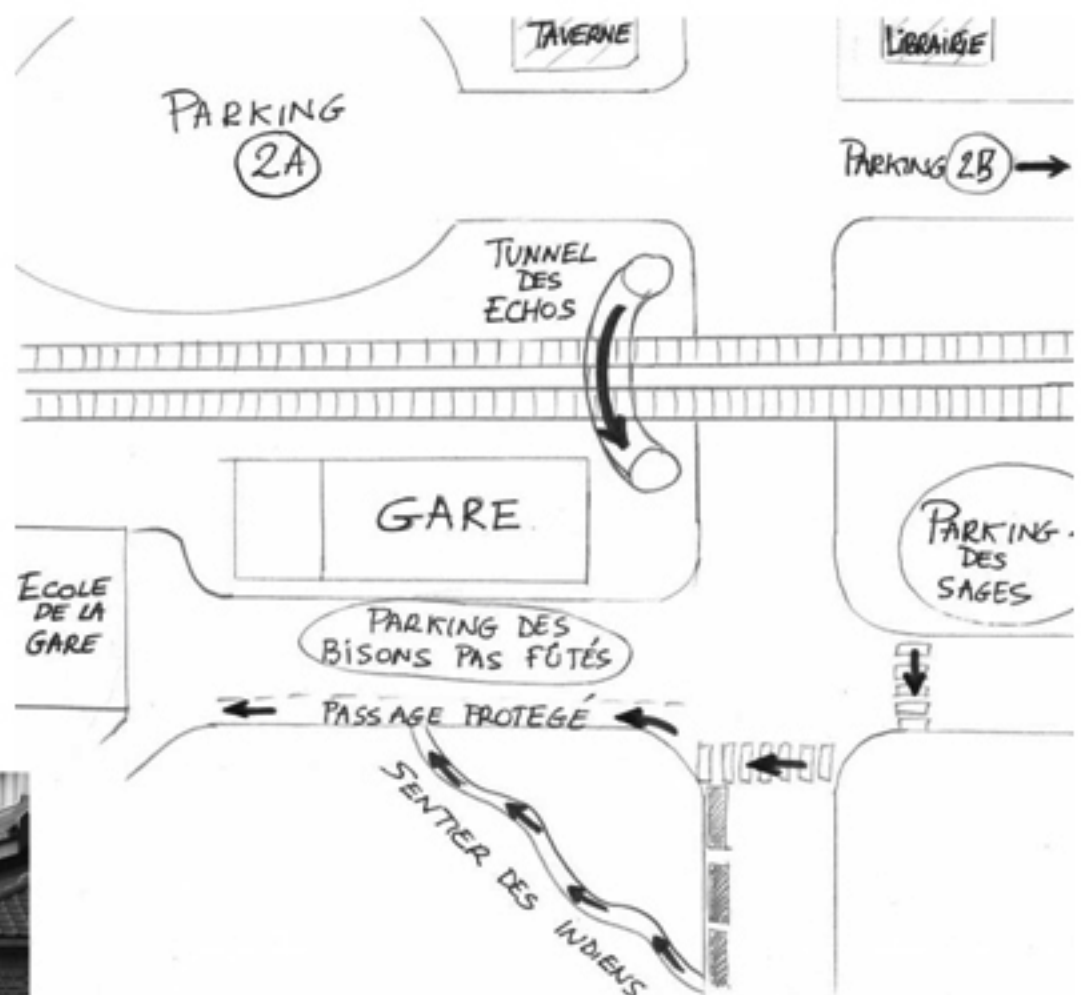 TAVERNE
LIBRAIRIE
PARKING
2A
PARKING 2B
TUNNEL
DES
ECHOS
GARE
PARKING
DES
SAGES
ECOLE
DE LA
GARE
PARKING DES
BISONS PAS FÛTÉS
PASSAGE PROTEGÉ
SENTIER DES INDIENS